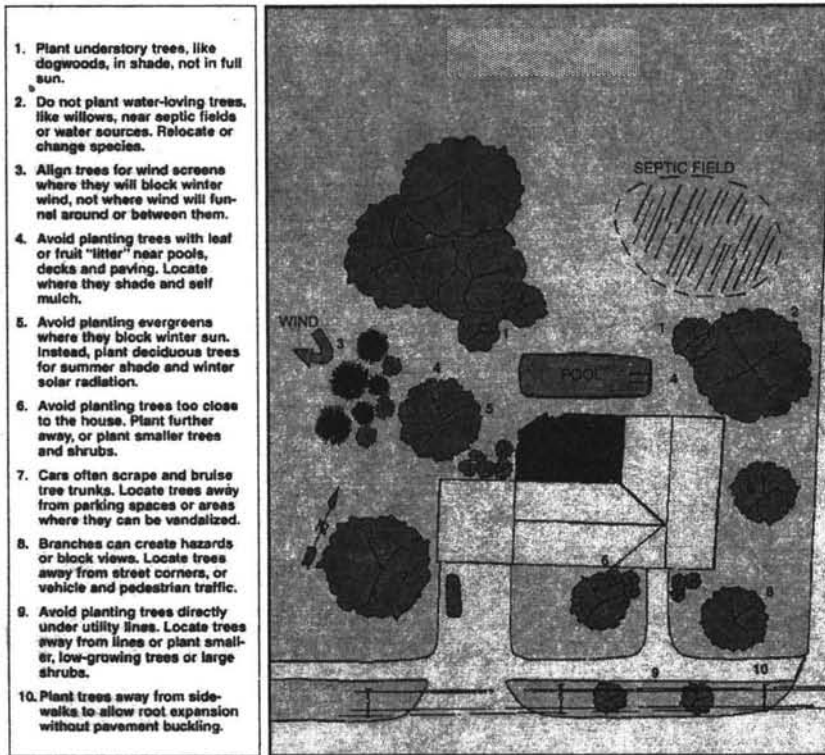 1. Plant understory trees, like
dogwoods, in shade, not in full
sun.
2. Do not plant water-loving trees,
like willows, near septic fields
or water sources. Relocate or
change species.
3. Align trees for wind screens
where they will block winter
wind, not where wind will fun-
nel around or between them.
4. Avoid planting trees with leaf
or fruit "litter" near pools,
decks and paving. Locate
where they shade and self
mulch.
5. Avoid planting evergreens
where they block winter sun.
Instead, plant deciduous trees
for summer shade and winter
solar radiation.
6. Avoid planting trees too close
to the house. Plant further
away, or plant smaller trees
and shrubs.
7. Cars often scrape and bruise
tree trunks. Locate trees away
from parking spaces or areas
where they can be vandalized.
8. Branches can create hazards
or block views. Locate trees
away from street corners, or
vehicle and pedestrian traffic.
9. Avoid planting trees directly
under utility lines. Locate trees
away from lines or plant small-
er, low-growing trees or large
shrubs.
10. Plant trees away from side-
walks to allow root expansion
without pavement buckling.
SEPTIC FIELD
2
WIND
3
1
1
4
POOL
4
5
6
8
9
10